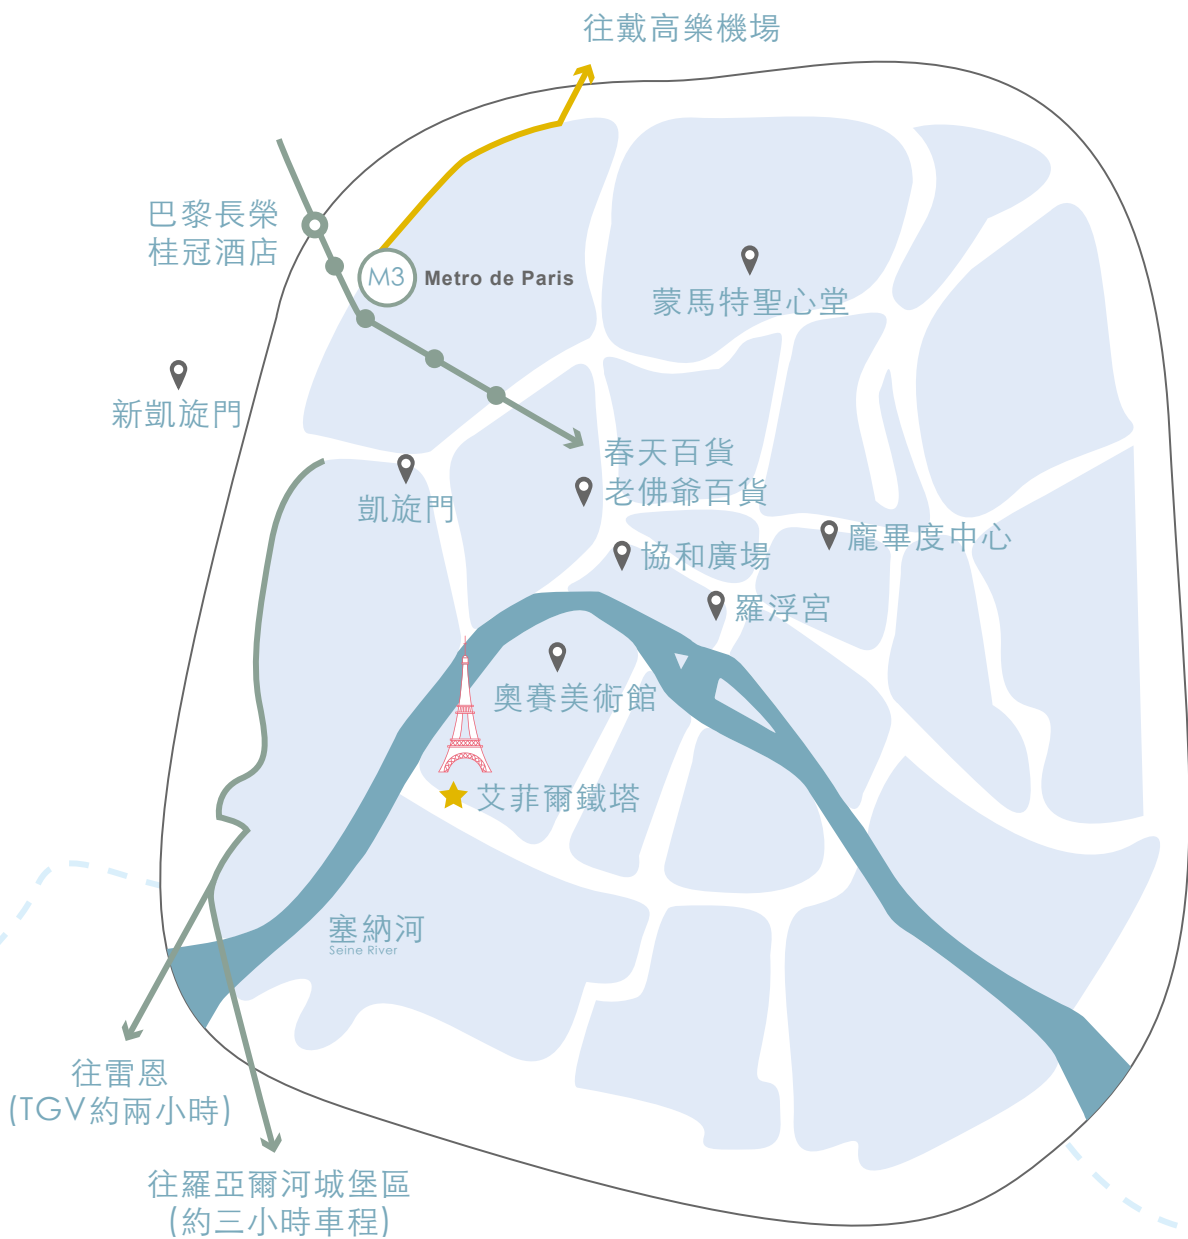 往戴高樂機場
巴黎長榮
桂冠酒店
M3
Metro de Paris
蒙馬特聖心堂
新凱旋門
春天百貨
老佛爺百貨
凱旋門
龐畢度中心
協和廣場
羅浮宮
奧賽美術館
艾菲爾鐵塔
塞納河
Seine River
往雷恩
(TGV約兩小時)
往羅亞爾河城堡區
(約三小時車程)